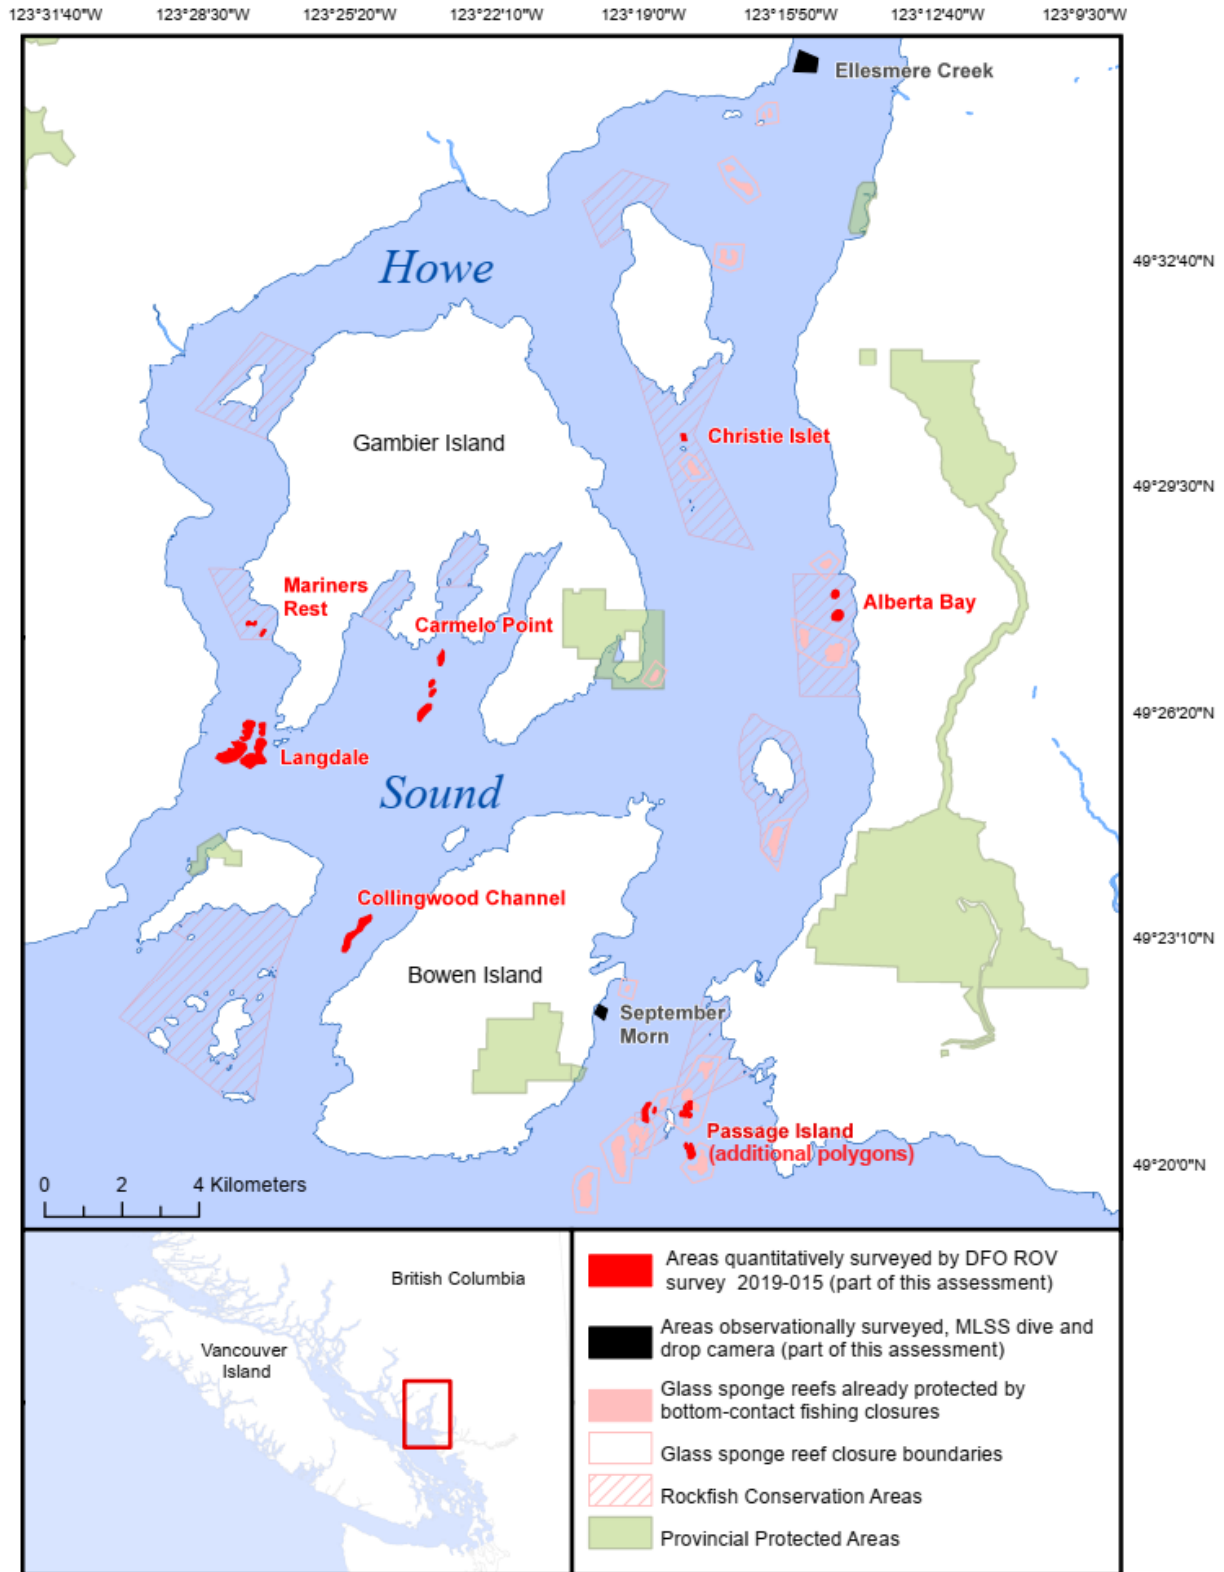 123°31'40"W 123°28'30"W 123°25'20"W 123°22'10"W 123°19'0"W 123°15'50"W 123°12'40"W 123°9'30"W
Ellesmere Creek
Howe
49°32'40"N
Christie Islet
Gambier Island
49°29'30"N
Mariners
Rest
Alberta Bay
Carmelo Point
49°26'20"N
Langdale
Sound
Collingwood Channel
49°23'10"N
Bowen Island
September
Morn
Passage Island
(additional polygons)
49°20'0"N
0 2 4 Kilometers
British Columbia
Vancouver
Island
Areas quantitatively surveyed by DFO ROV
survey 2019-015 (part of this assessment)
Areas observationally surveyed, MLSS dive and
drop camera (part of this assessment)
Glass sponge reefs already protected by
bottom-contact fishing closures
Glass sponge reef closure boundaries
Rockfish Conservation Areas
Provincial Protected Areas